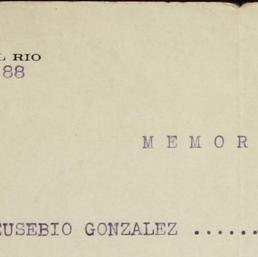 L RIO
88
M E M O R
EUSEBIO GONZALEZ ......